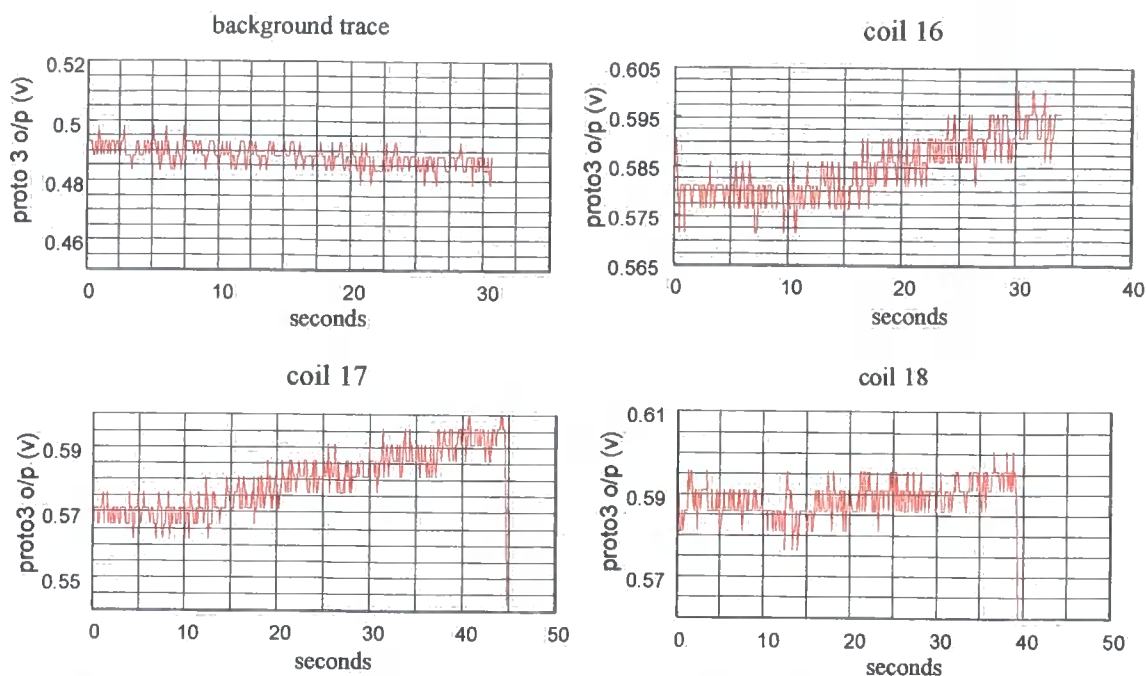 background trace
proto 3 o/p (v)
0.52
0.5
0.48
0.46
0 10 20 30
seconds
coil 16
proto3 o/p (v)
0.605
0.595
0.585
0.575
0.565
0 10 20 30 40
seconds
coil 17
proto3 o/p (v)
0.59
0.57
0.55
0 10 20 30 40 50
seconds
coil 18
proto3 o/p (v)
0.61
0.59
0.57
0 10 20 30 40 50
seconds